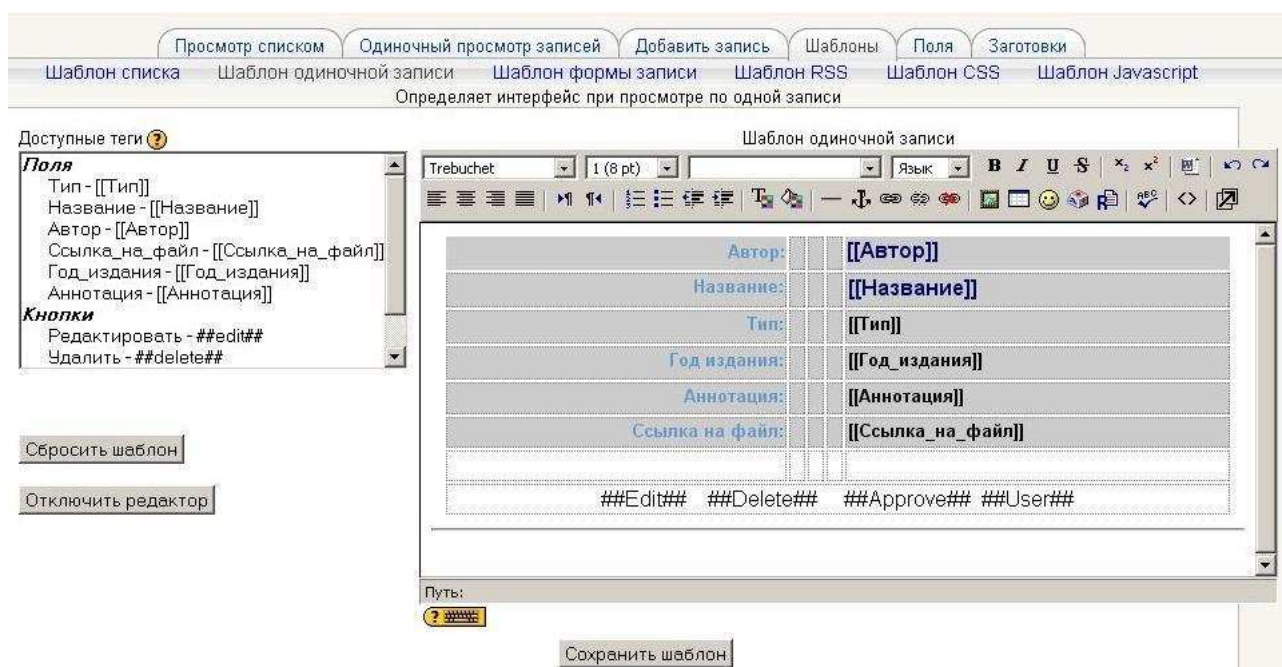 Просмотр списком Одиночный просмотр записей Добавить запись Шаблоны Поля Заготовки
Шаблон списка Шаблон одиночной записи Шаблон формы записи Шаблон RSS Шаблон CSS Шаблон Javascript
Определяет интерфейс при просмотре по одной записи
Доступные теги ?
Поля
Тип - [[Тип]]
Название - [[Название]]
Автор - [[Автор]]
Ссылка_на_файл - [[Ссылка_на_файл]]
Год_издания - [[Год_издания]]
Аннотация - [[Аннотация]]
Кнопки
Редактировать - ##edit##
Удалить - ##delete##
Сбросить шаблон
Отключить редактор
Шаблон одиночной записи
Trebuchet 1 (8 pt) Язык B I U S x₂ x²
Автор: [[Автор]]
Название: [[Название]]
Тип: [[Тип]]
Год издания: [[Год_издания]]
Аннотация: [[Аннотация]]
Ссылка на файл: [[Ссылка_на_файл]]
##Edit## ##Delete## ##Approve## ##User##
Путь:
?
Сохранить шаблон